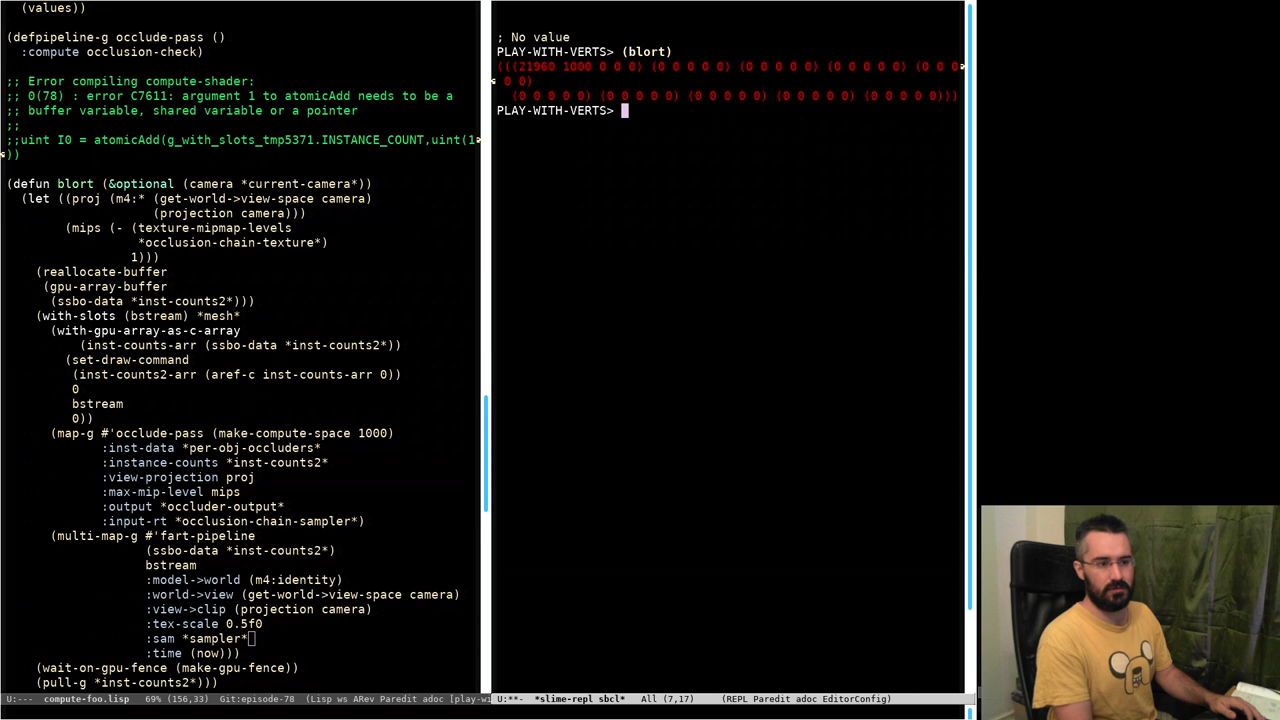 (values))
(defpipeline-g occlude-pass ()
:compute occlusion-check)
;; Error compiling compute-shader:
;; 0(78) : error C7611: argument 1 to atomicAdd needs to be a
;; buffer variable, shared variable or a pointer
;;
;;uint I0 = atomicAdd(g_with_slots_tmp5371.INSTANCE_COUNT,uint(1
))
(defun blort (&optional (camera *current-camera*))
(let ((proj (m4:* (get-world->view-space camera)
(projection camera)))
(mips (- (texture-mipmap-levels
*occlusion-chain-texture*)
1)))
(reallocate-buffer
(gpu-array-buffer
(ssbo-data *inst-counts2*)))
(with-slots (bstream) *mesh*
(with-gpu-array-as-c-array
(inst-counts-arr (ssbo-data *inst-counts2*))
(set-draw-command
(inst-counts2-arr (aref-c inst-counts-arr 0))
0
bstream
0))
(map-g #'occlude-pass (make-compute-space 1000)
:inst-data *per-obj-occluders*
:instance-counts *inst-counts2*
:view-projection proj
:max-mip-level mips
:output *occluder-output*
:input-rt *occlusion-chain-sampler*)
(multi-map-g #'fart-pipeline
(ssbo-data *inst-counts2*)
bstream
:model->world (m4:identity)
:world->view (get-world->view-space camera)
:view->clip (projection camera)
:tex-scale 0.5f0
:sam *sampler*
:time (now)))
(wait-on-gpu-fence (make-gpu-fence))
(pull-g *inst-counts2*)))
U:--- compute-foo.lisp 69% (156,33) Git:episode-78 (Lisp ws ARev Paredit adoc [play-wi
; No value
PLAY-WITH-VERTS> (blort)
(((21960 1000 0 0 0) (0 0 0 0 0) (0 0 0 0 0) (0 0 0 0 0) (0 0 0
0 0)
(0 0 0 0 0) (0 0 0 0 0) (0 0 0 0 0) (0 0 0 0 0) (0 0 0 0 0)))
PLAY-WITH-VERTS>
U:**- *slime-repl sbcl* All (7,17) (REPL Paredit adoc EditorConfig)